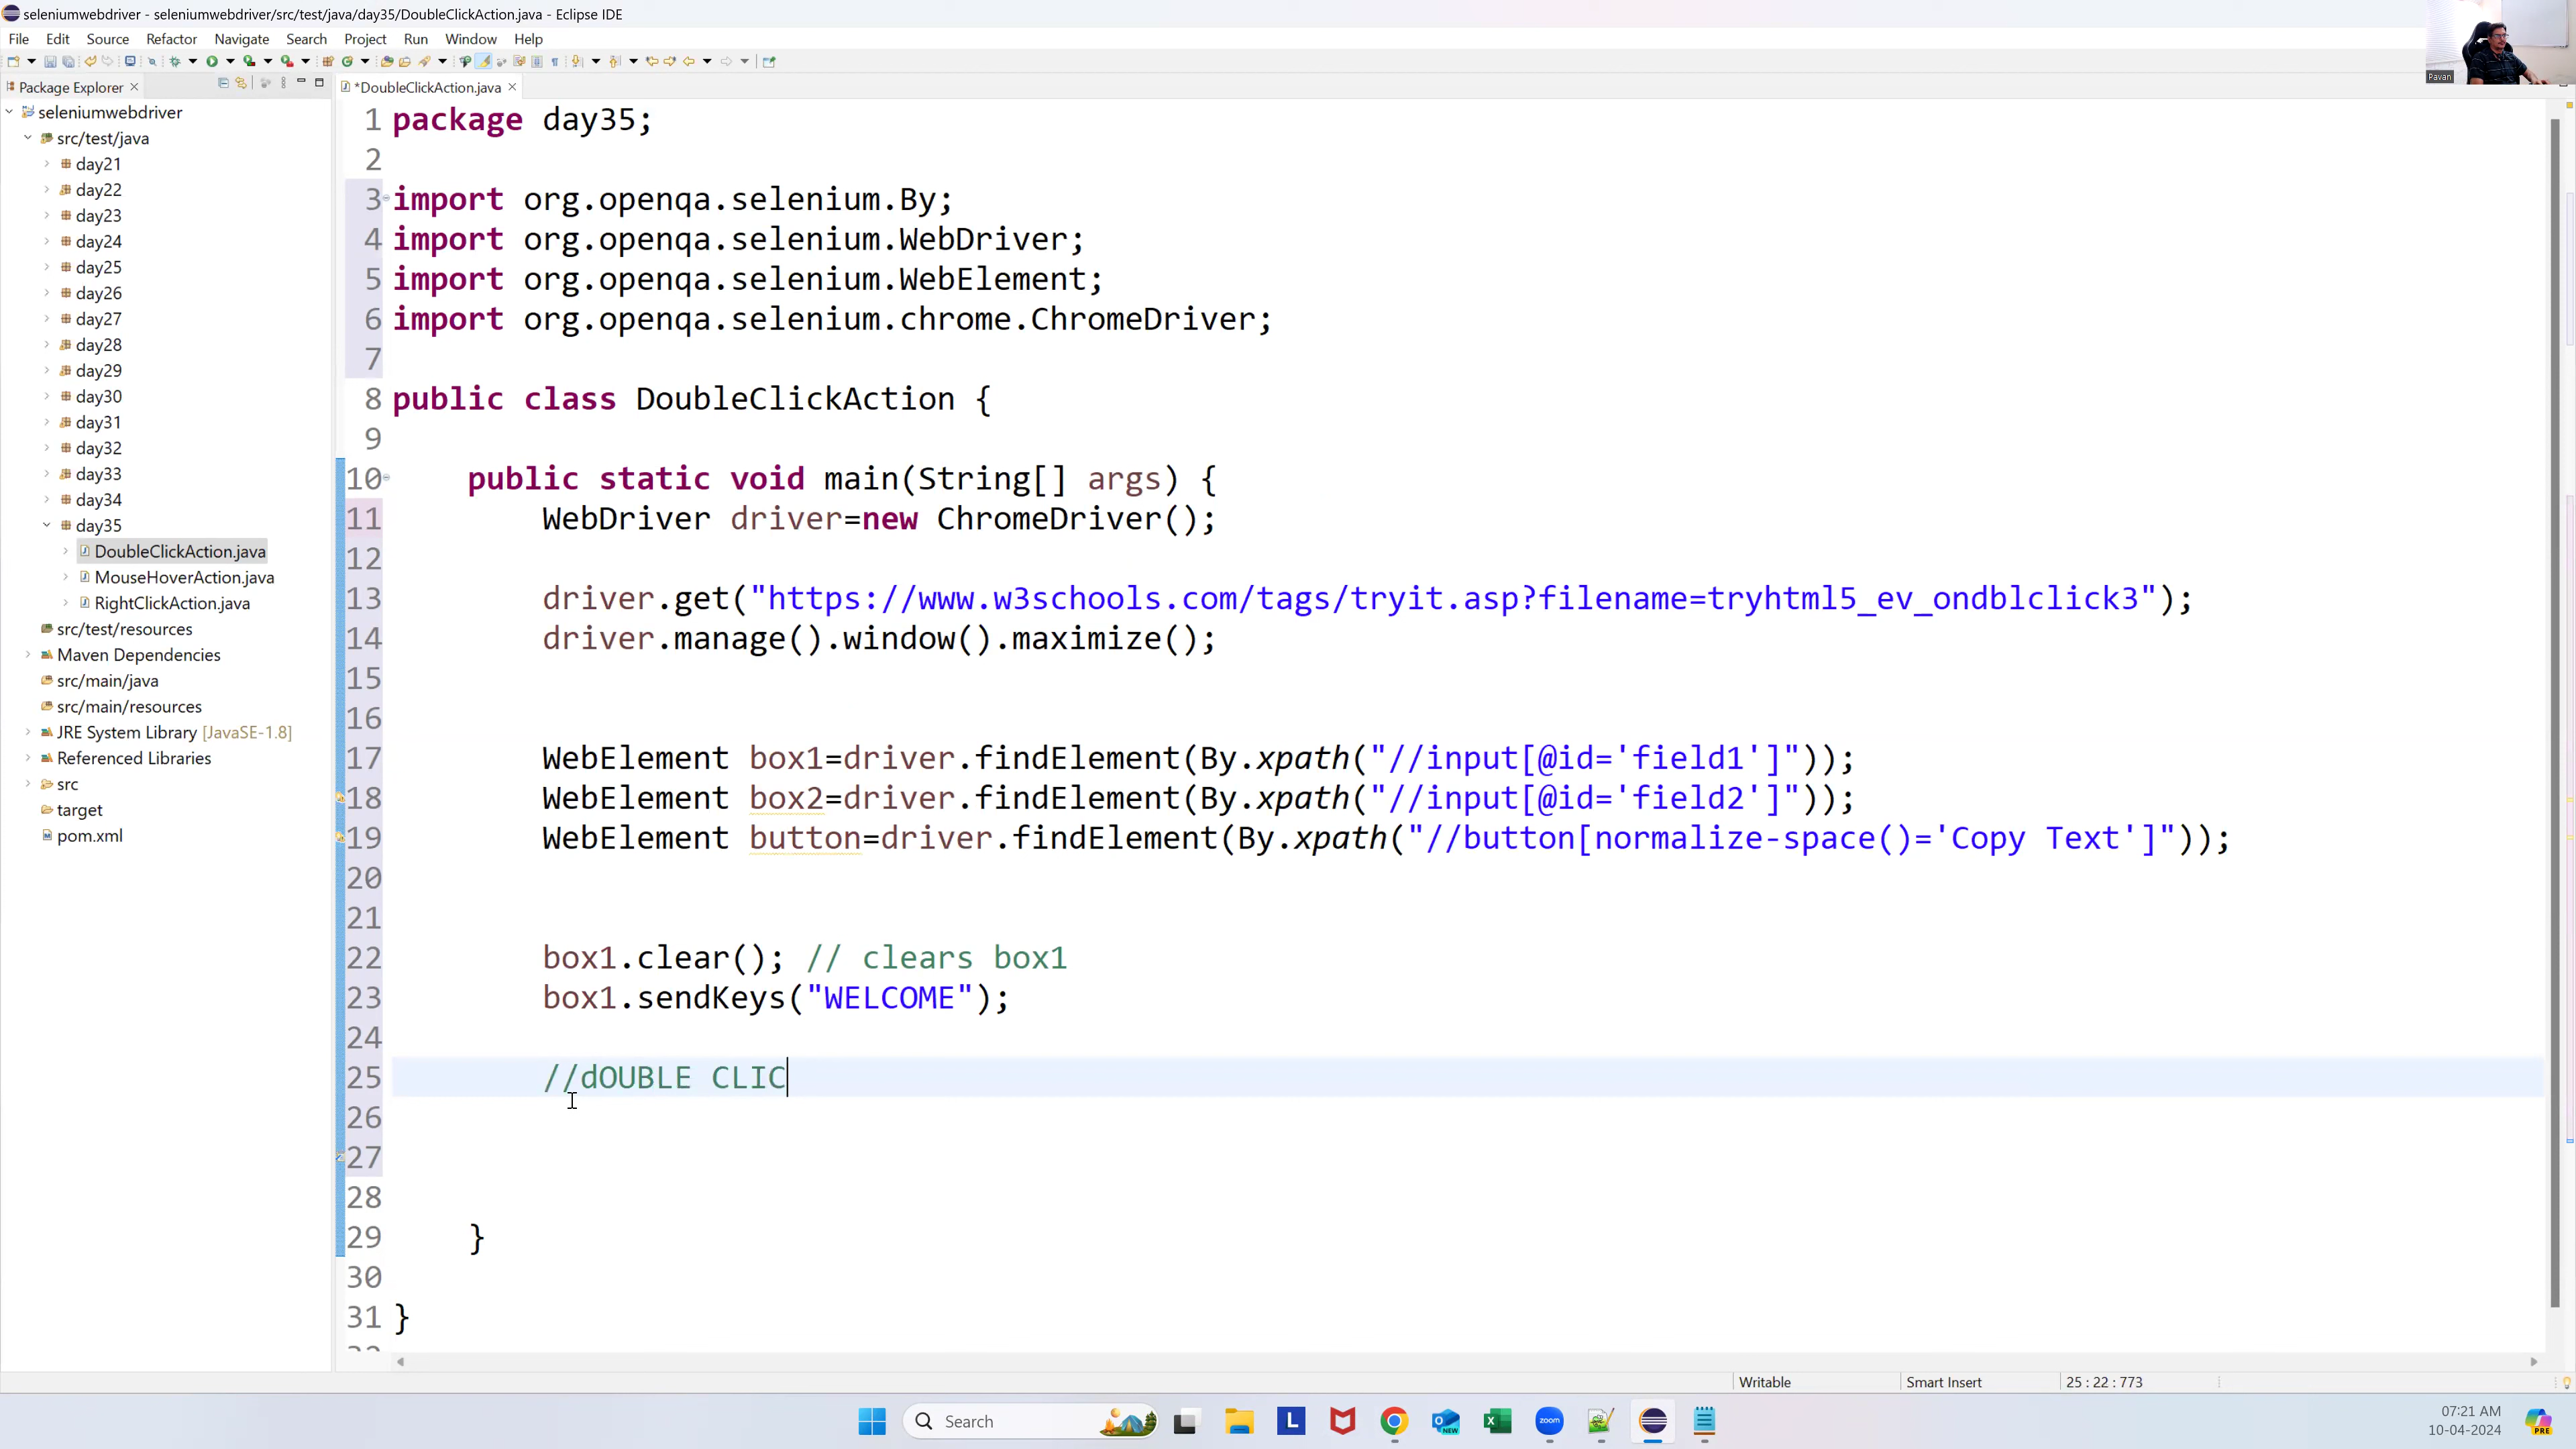 seleniumwebdriver - seleniumwebdriver/src/test/java/day35/DoubleClickAction.java - Eclipse IDE
File Edit Source Refactor Navigate Search Project Run Window Help
Pavan
Package Explorer
seleniumwebdriver
src/test/java
day21
day22
day23
day24
day25
day26
day27
day28
day29
day30
day31
day32
day33
day34
day35
DoubleClickAction.java
MouseHoverAction.java
RightClickAction.java
src/test/resources
Maven Dependencies
src/main/java
src/main/resources
JRE System Library [JavaSE-1.8]
Referenced Libraries
src
target
pom.xml
*DoubleClickAction.java
1 package day35;
2
3 import org.openqa.selenium.By;
4 import org.openqa.selenium.WebDriver;
5 import org.openqa.selenium.WebElement;
6 import org.openqa.selenium.chrome.ChromeDriver;
7
8 public class DoubleClickAction {
9
10 public static void main(String[] args) {
11 WebDriver driver=new ChromeDriver();
12
13 driver.get("https://www.w3schools.com/tags/tryit.asp?filename=tryhtml5_ev_ondblclick3");
14 driver.manage().window().maximize();
15
16
17 WebElement box1=driver.findElement(By.xpath("//input[@id='field1']"));
18 WebElement box2=driver.findElement(By.xpath("//input[@id='field2']"));
19 WebElement button=driver.findElement(By.xpath("//button[normalize-space()='Copy Text']"));
20
21
22 box1.clear(); // clears box1
23 box1.sendKeys("WELCOME");
24
25 //dOUBLE CLIC
26
27
28
29 }
30
31 }
Writable Smart Insert 25 : 22 : 773
Search
L
NEW
zoom
07:21 AM
10-04-2024
PRE